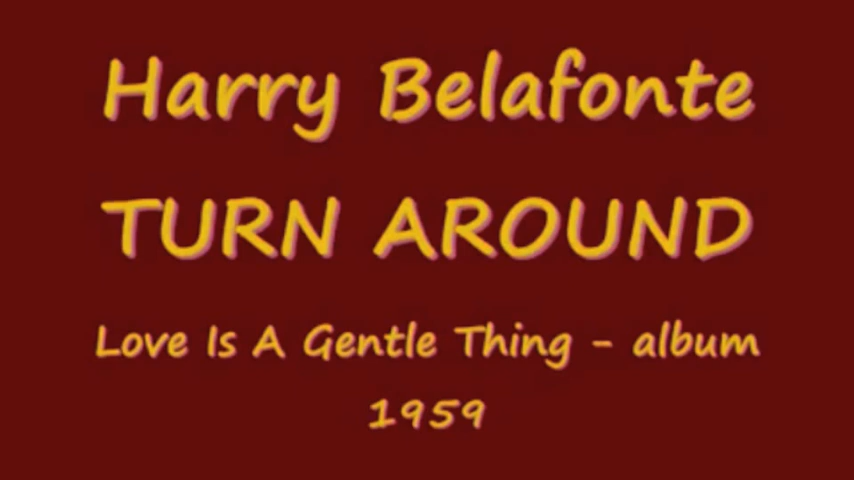 Harry Belafonte
TURN AROUND
Love Is A Gentle Thing - album
1959